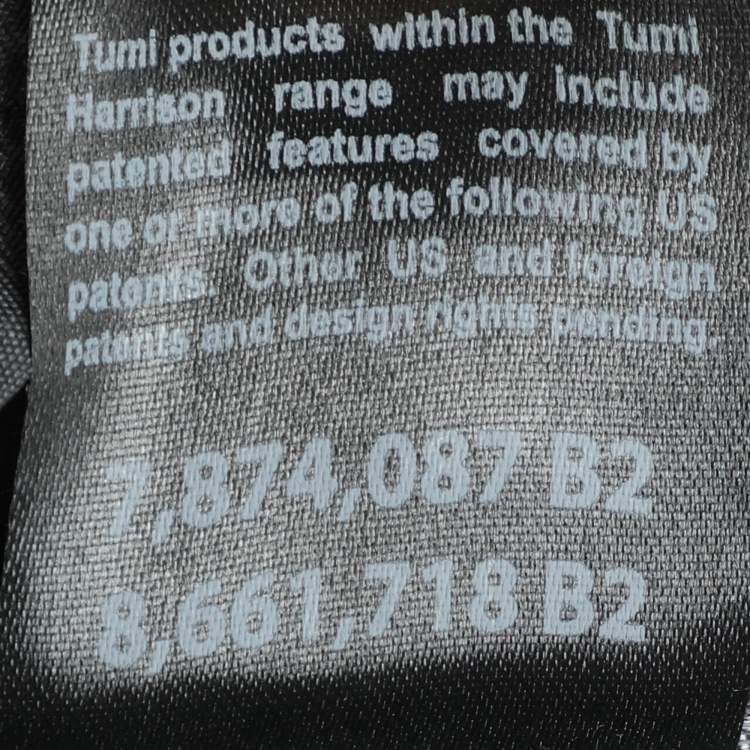 Tumi products within the Tumi
Harrison range may include
patented features covered by
one or more of the following US
patents. Other US and foreign
patents and design rights pending.
7,874,087 B2
8,661,718 B2